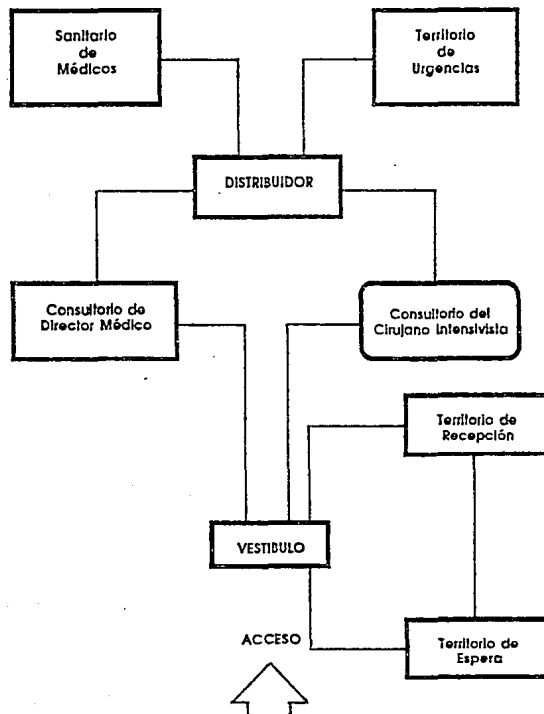 Sanitario
de
Médicos
Territorio
de
Urgencias
DISTRIBUIDOR
Consultorio de
Director Médico
Consultorio del
Cirujano Intensivista
Territorio de
Recepción
VESTIBULO
ACCESO
Territorio de
Espera